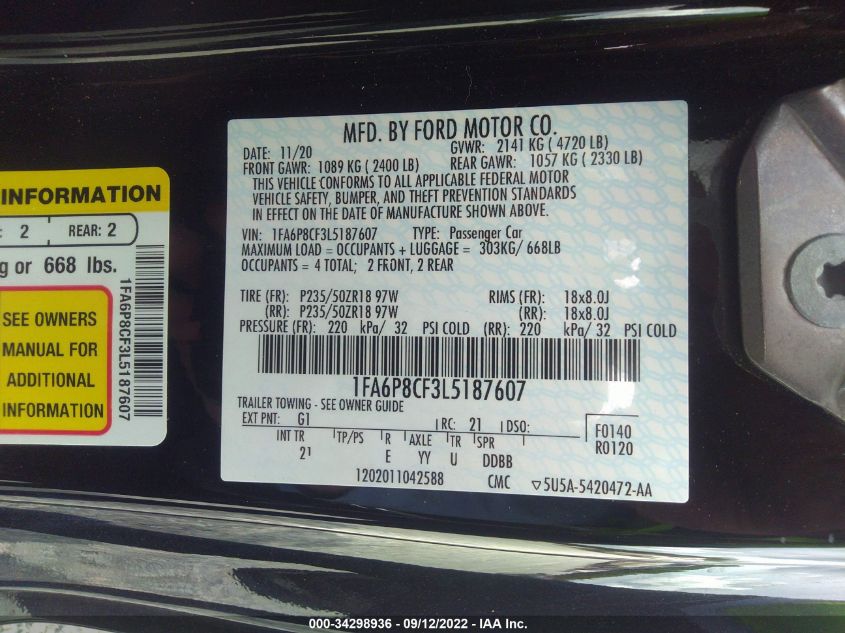 INFORMATION
: 2 REAR: 2
g or 668 lbs.
SEE OWNERS
MANUAL FOR
ADDITIONAL
INFORMATION
1FA6P8CF3L5187607
MFD. BY FORD MOTOR CO.
DATE: 11/20 GVWR: 2141 KG ( 4720 LB)
FRONT GAWR: 1089 KG ( 2400 LB) REAR GAWR: 1057 KG ( 2330 LB)
THIS VEHICLE CONFORMS TO ALL APPLICABLE FEDERAL MOTOR
VEHICLE SAFETY, BUMPER, AND THEFT PREVENTION STANDARDS
IN EFFECT ON THE DATE OF MANUFACTURE SHOWN ABOVE.
VIN: 1FA6P8CF3L5187607 TYPE: Passenger Car
MAXIMUM LOAD = OCCUPANTS + LUGGAGE = 303KG/ 668LB
OCCUPANTS = 4 TOTAL; 2 FRONT, 2 REAR
TIRE (FR): P235/50ZR18 97W RIMS (FR): 18x8.0J
(RR): P235/50ZR18 97W (RR): 18x8.0J
PRESSURE (FR): 220 kPa/ 32 PSI COLD (RR): 220 kPa/ 32 PSI COLD
1FA6P8CF3L5187607
TRAILER TOWING - SEE OWNER GUIDE
EXT PNT: G1 RC: 21 DSO:
F0140
R0120
INT TR TP/PS R AXLE TR SPR
21 E YY U DDBB
1202011042588 CMC ▽5U5A-5420472-AA
000-34298936 - 09/12/2022 - IAA Inc.